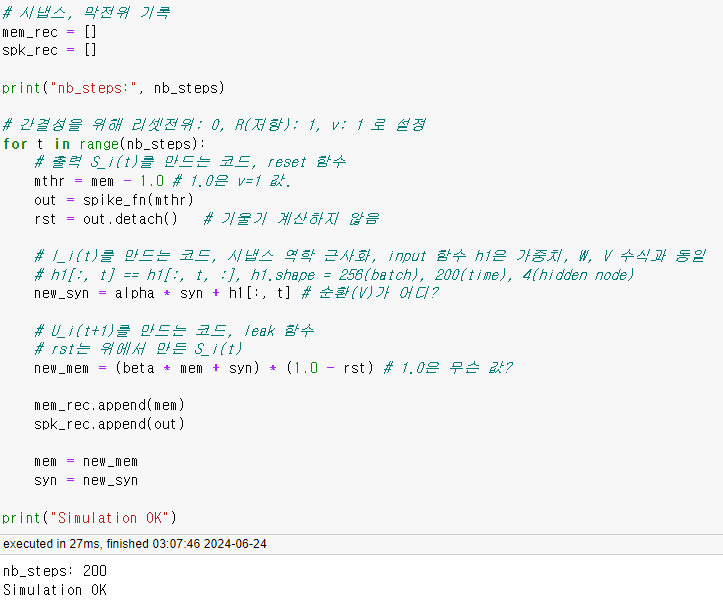 # 시냅스, 막전위 기록
mem_rec = []
spk_rec = []
print("nb_steps:", nb_steps)
# 간결성을 위해 리셋전위: 0, R(저항): 1, v: 1 로 설정
for t in range(nb_steps):
# 출력 S_i(t)를 만드는 코드, reset 함수
mthr = mem - 1.0 # 1.0은 v=1 값.
out = spike_fn(mthr)
rst = out.detach() # 기울기 계산하지 않음
# I_i(t)를 만드는 코드, 시냅스 역학 근사화, input 함수 h1은 가중치, W, V 수식과 동일
# h1[:, t] == h1[:, t, :], h1.shape = 256(batch), 200(time), 4(hidden node)
new_syn = alpha * syn + h1[:, t] # 순환(V)가 어디?
# U_i(t+1)를 만드는 코드, leak 함수
# rst는 위에서 만든 S_i(t)
new_mem = (beta * mem + syn) * (1.0 - rst) # 1.0은 무슨 값?
mem_rec.append(mem)
spk_rec.append(out)
mem = new_mem
syn = new_syn
print("Simulation OK")
executed in 27ms, finished 03:07:46 2024-06-24
nb_steps: 200
Simulation OK